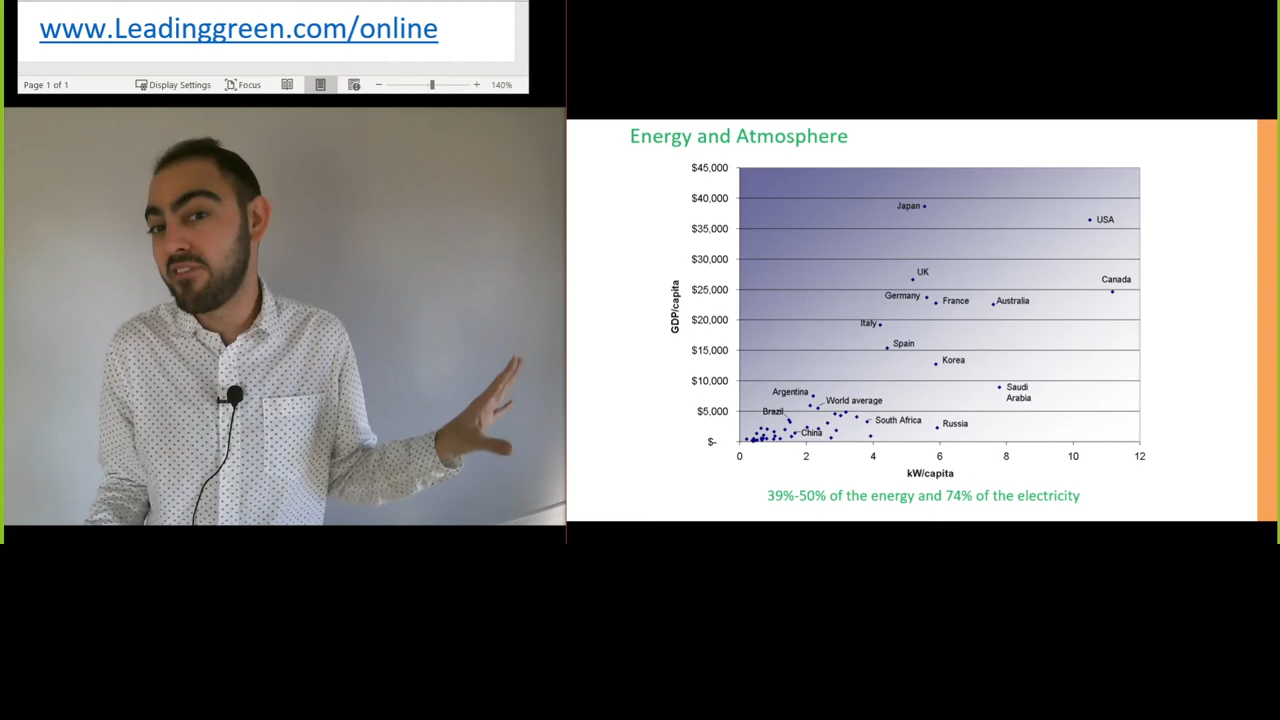 www.Leadinggreen.com/online
Page 1 of 1
Display Settings
Focus
140%
Energy and Atmosphere
$45,000
$40,000
$35,000
$30,000
$25,000
$20,000
$15,000
$10,000
$5,000
$-
GDP/capita
Japan
USA
UK
Canada
Germany
France
Australia
Italy
Spain
Korea
Saudi
Arabia
Argentina
World average
Brazil
South Africa
Russia
China
0
2
4
6
8
10
12
kW/capita
39%-50% of the energy and 74% of the electricity